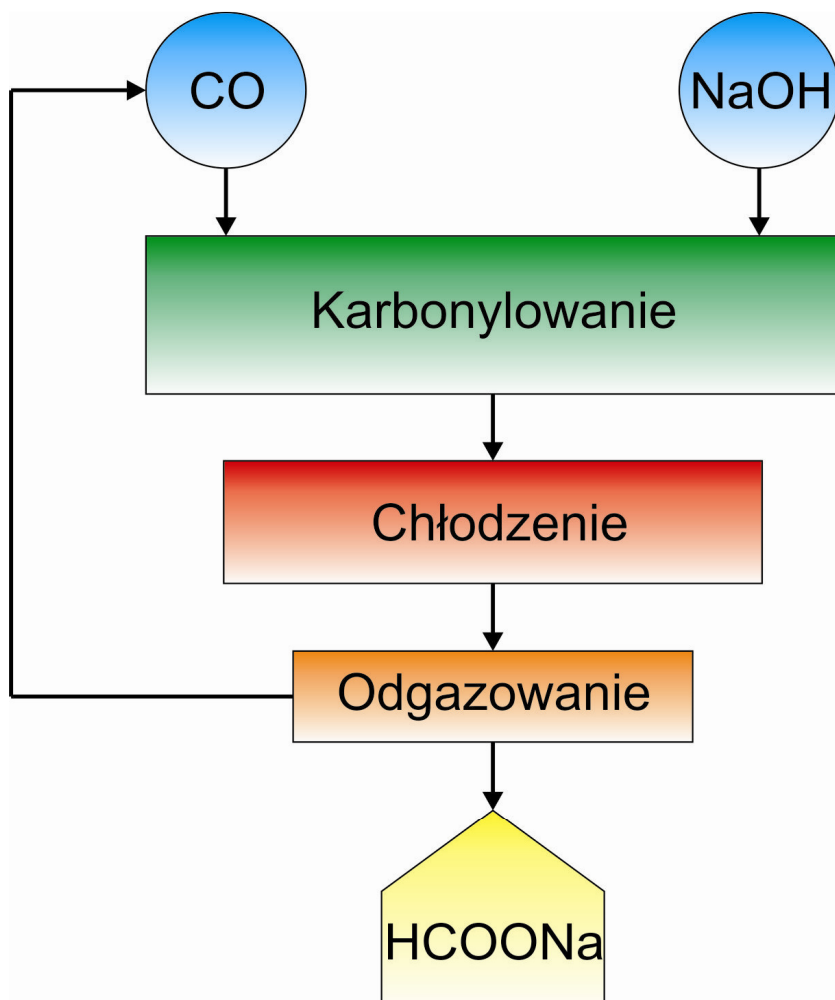 CO
NaOH
Karbonylowanie
Chłodzenie
Odgazowanie
HCOONa